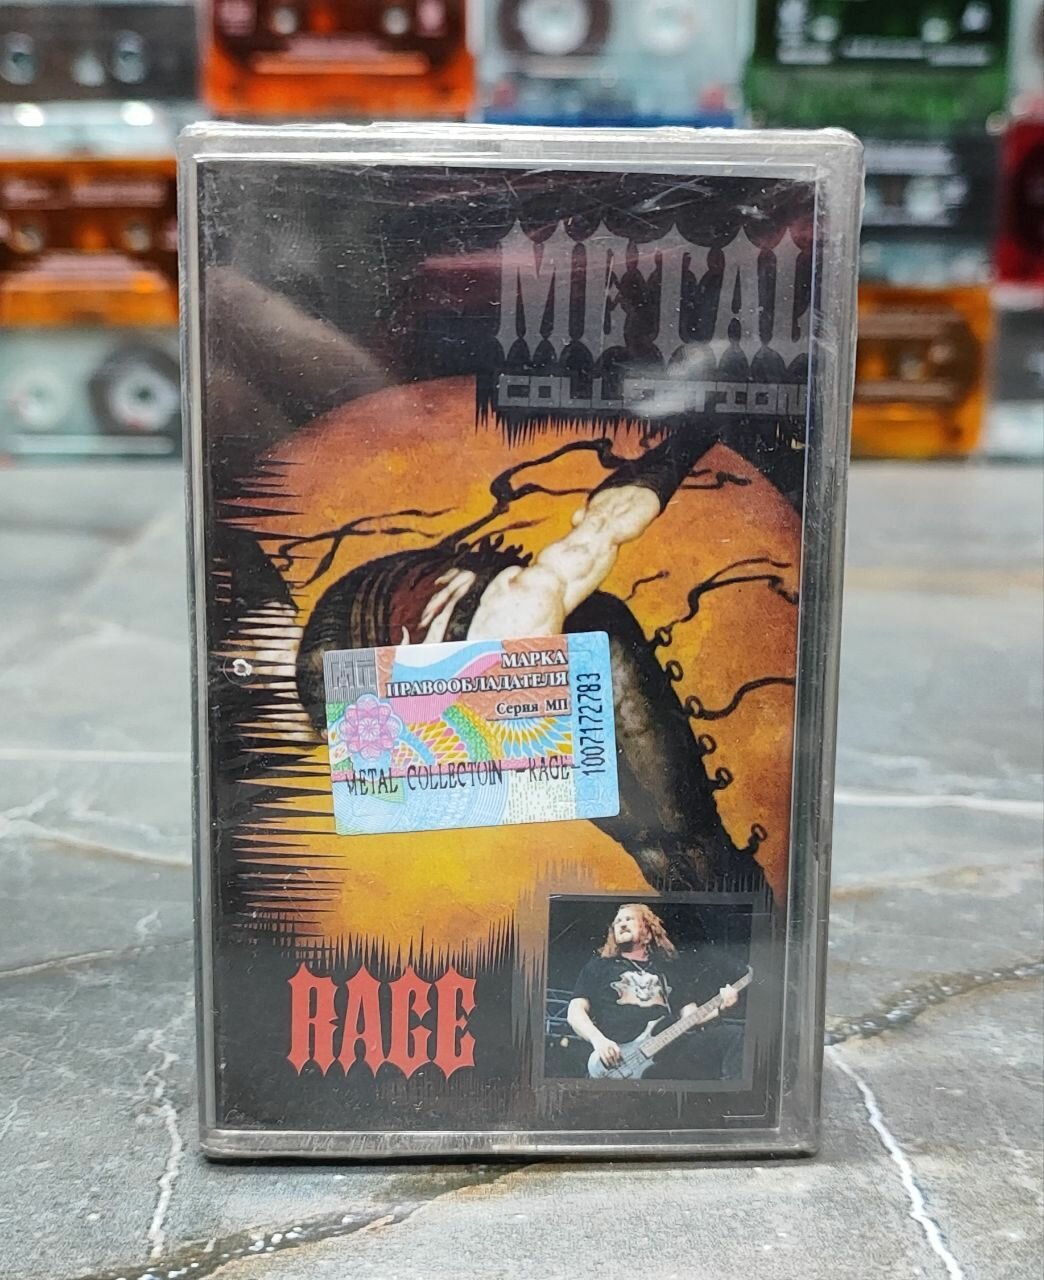 METAL
COLLECTION
МАРКА
ПРАВООБЛАДАТЕЛЯ
Серия МП
1007172783
METAL COLLECTOIN -RAGE
RAGE